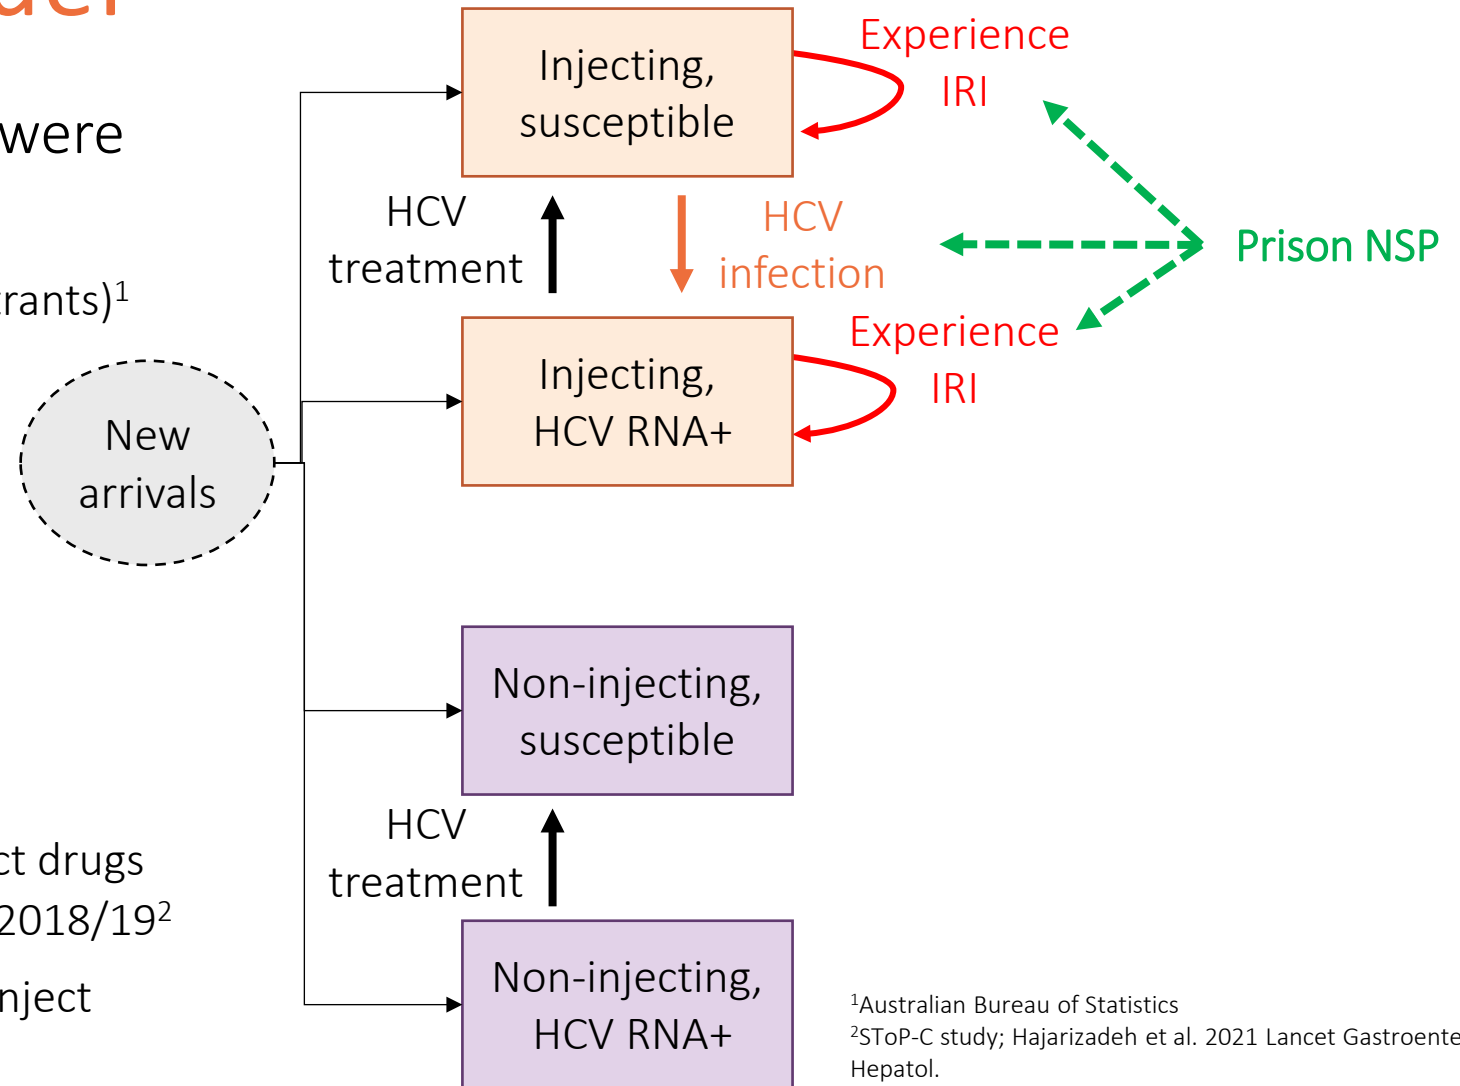 were
trants)¹
ct drugs
2018/19²
nject
New
arrivals
Injecting,
susceptible
Experience
IRI
HCV
treatment
HCV
infection
Prison NSP
Injecting,
HCV RNA+
Experience
IRI
Non-injecting,
susceptible
HCV
treatment
Non-injecting,
HCV RNA+
¹Australian Bureau of Statistics
²SToP-C study; Hajarizadeh et al. 2021 Lancet Gastroente
Hepatol.